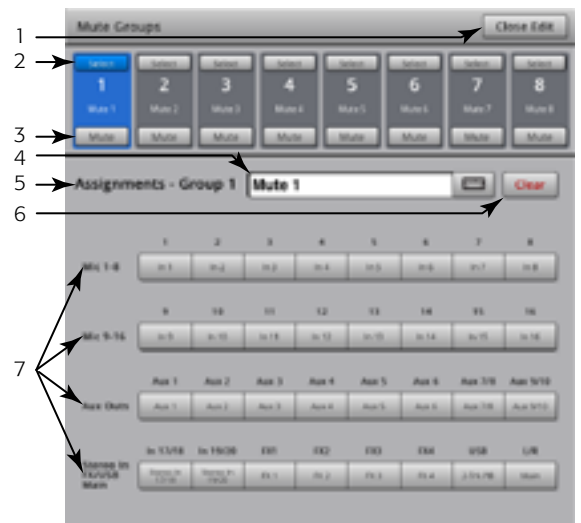 Mute Groups
Close Edit
1
2
Select Select Select Select Select Select Select Select
1 2 3 4 5 6 7 8
Mute 1 Mute 2 Mute 3 Mute 4 Mute 5 Mute 6 Mute 7 Mute 8
3
Mute Mute Mute Mute Mute Mute Mute Mute
4
5
Assignments - Group 1
Mute 1
Clear
6
1 2 3 4 5 6 7 8
Mic 1-8
In 1 In 2 In 3 In 4 In 5 In 6 In 7 In 8
9 10 11 12 13 14 15 16
Mic 9-16
In 9 In 10 In 11 In 12 In 13 In 14 In 15 In 16
7
Aux 1 Aux 2 Aux 3 Aux 4 Aux 5 Aux 6 Aux 7/8 Aux 9/10
Aux Outs
Aux 1 Aux 2 Aux 3 Aux 4 Aux 5 Aux 6 Aux 7/8 Aux 9/10
In 17/18 In 19/20 FX1 FX2 FX3 FX4 USB L/R
Stereo In
FX/USB
Main
Stereo In
17/18
Stereo In
19/20
FX 1 FX 2 FX 3 FX 4 Main